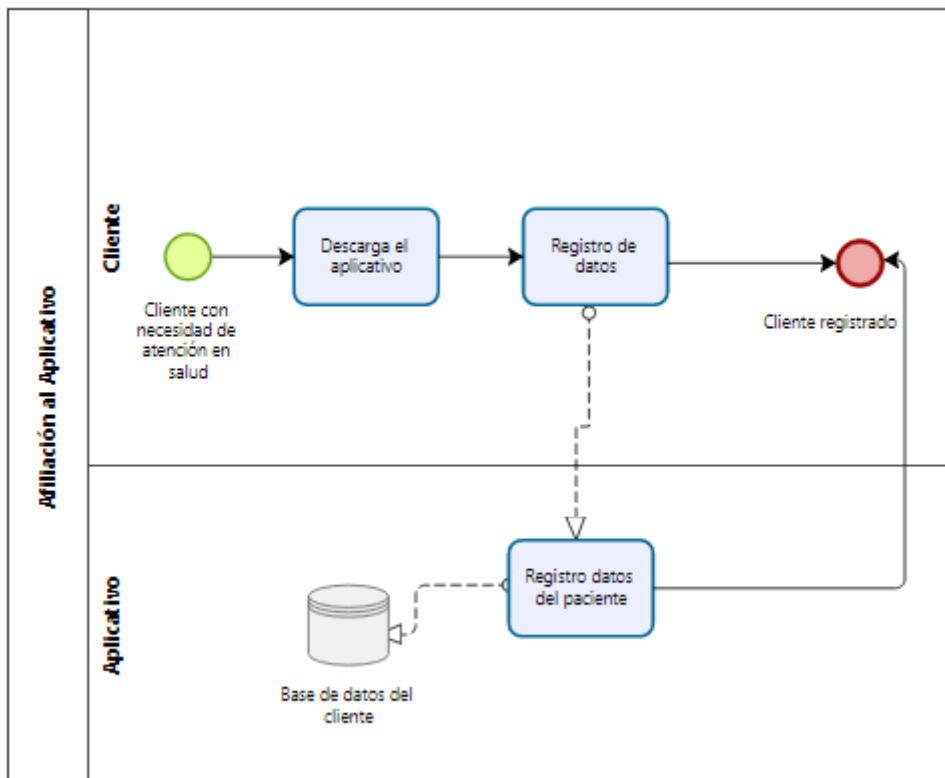 Afiliación al Aplicativo
Cliente
Cliente con
necesidad de
atención en
salud
Descarga el
aplicativo
Registro de
datos
Cliente registrado
Aplicativo
Registro datos
del paciente
Base de datos del
cliente